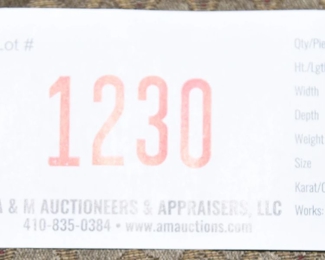 Lot #
1230
A & M AUCTIONEERS & APPRAISERS, LLC
410-835-0384 • www.amauctions.com
Qty/Pie
Ht./Lgt
Width
Depth
Weight
Size
Karat/C
Works: